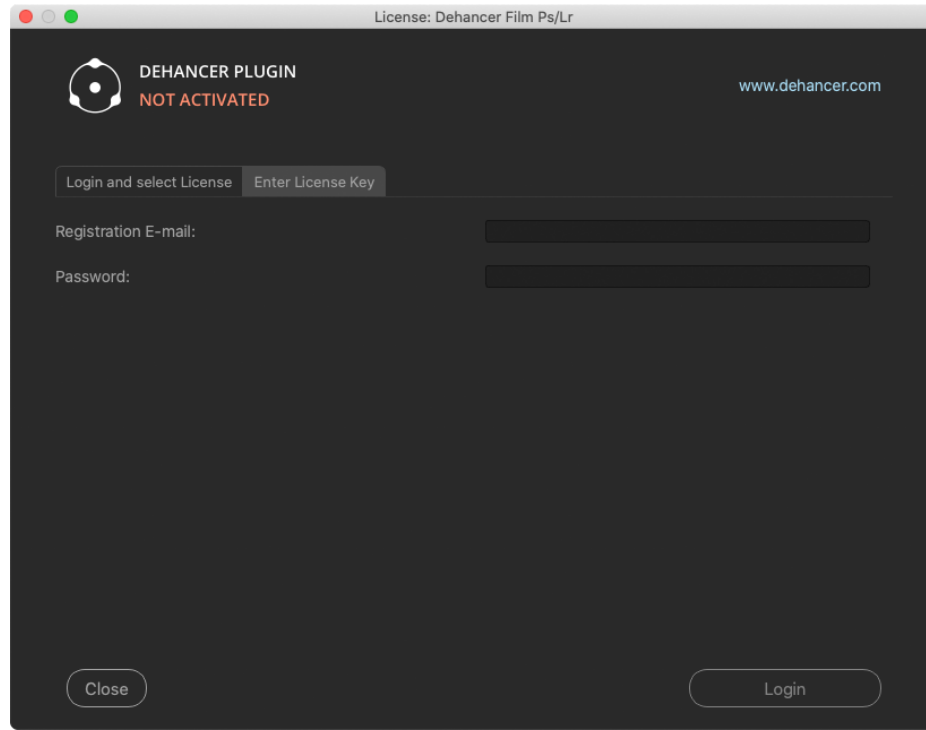 License: Dehancer Film Ps/Lr
DEHANCER PLUGIN
NOT ACTIVATED
www.dehancer.com
Login and select License
Enter License Key
Registration E-mail:
Password:
Close
Login